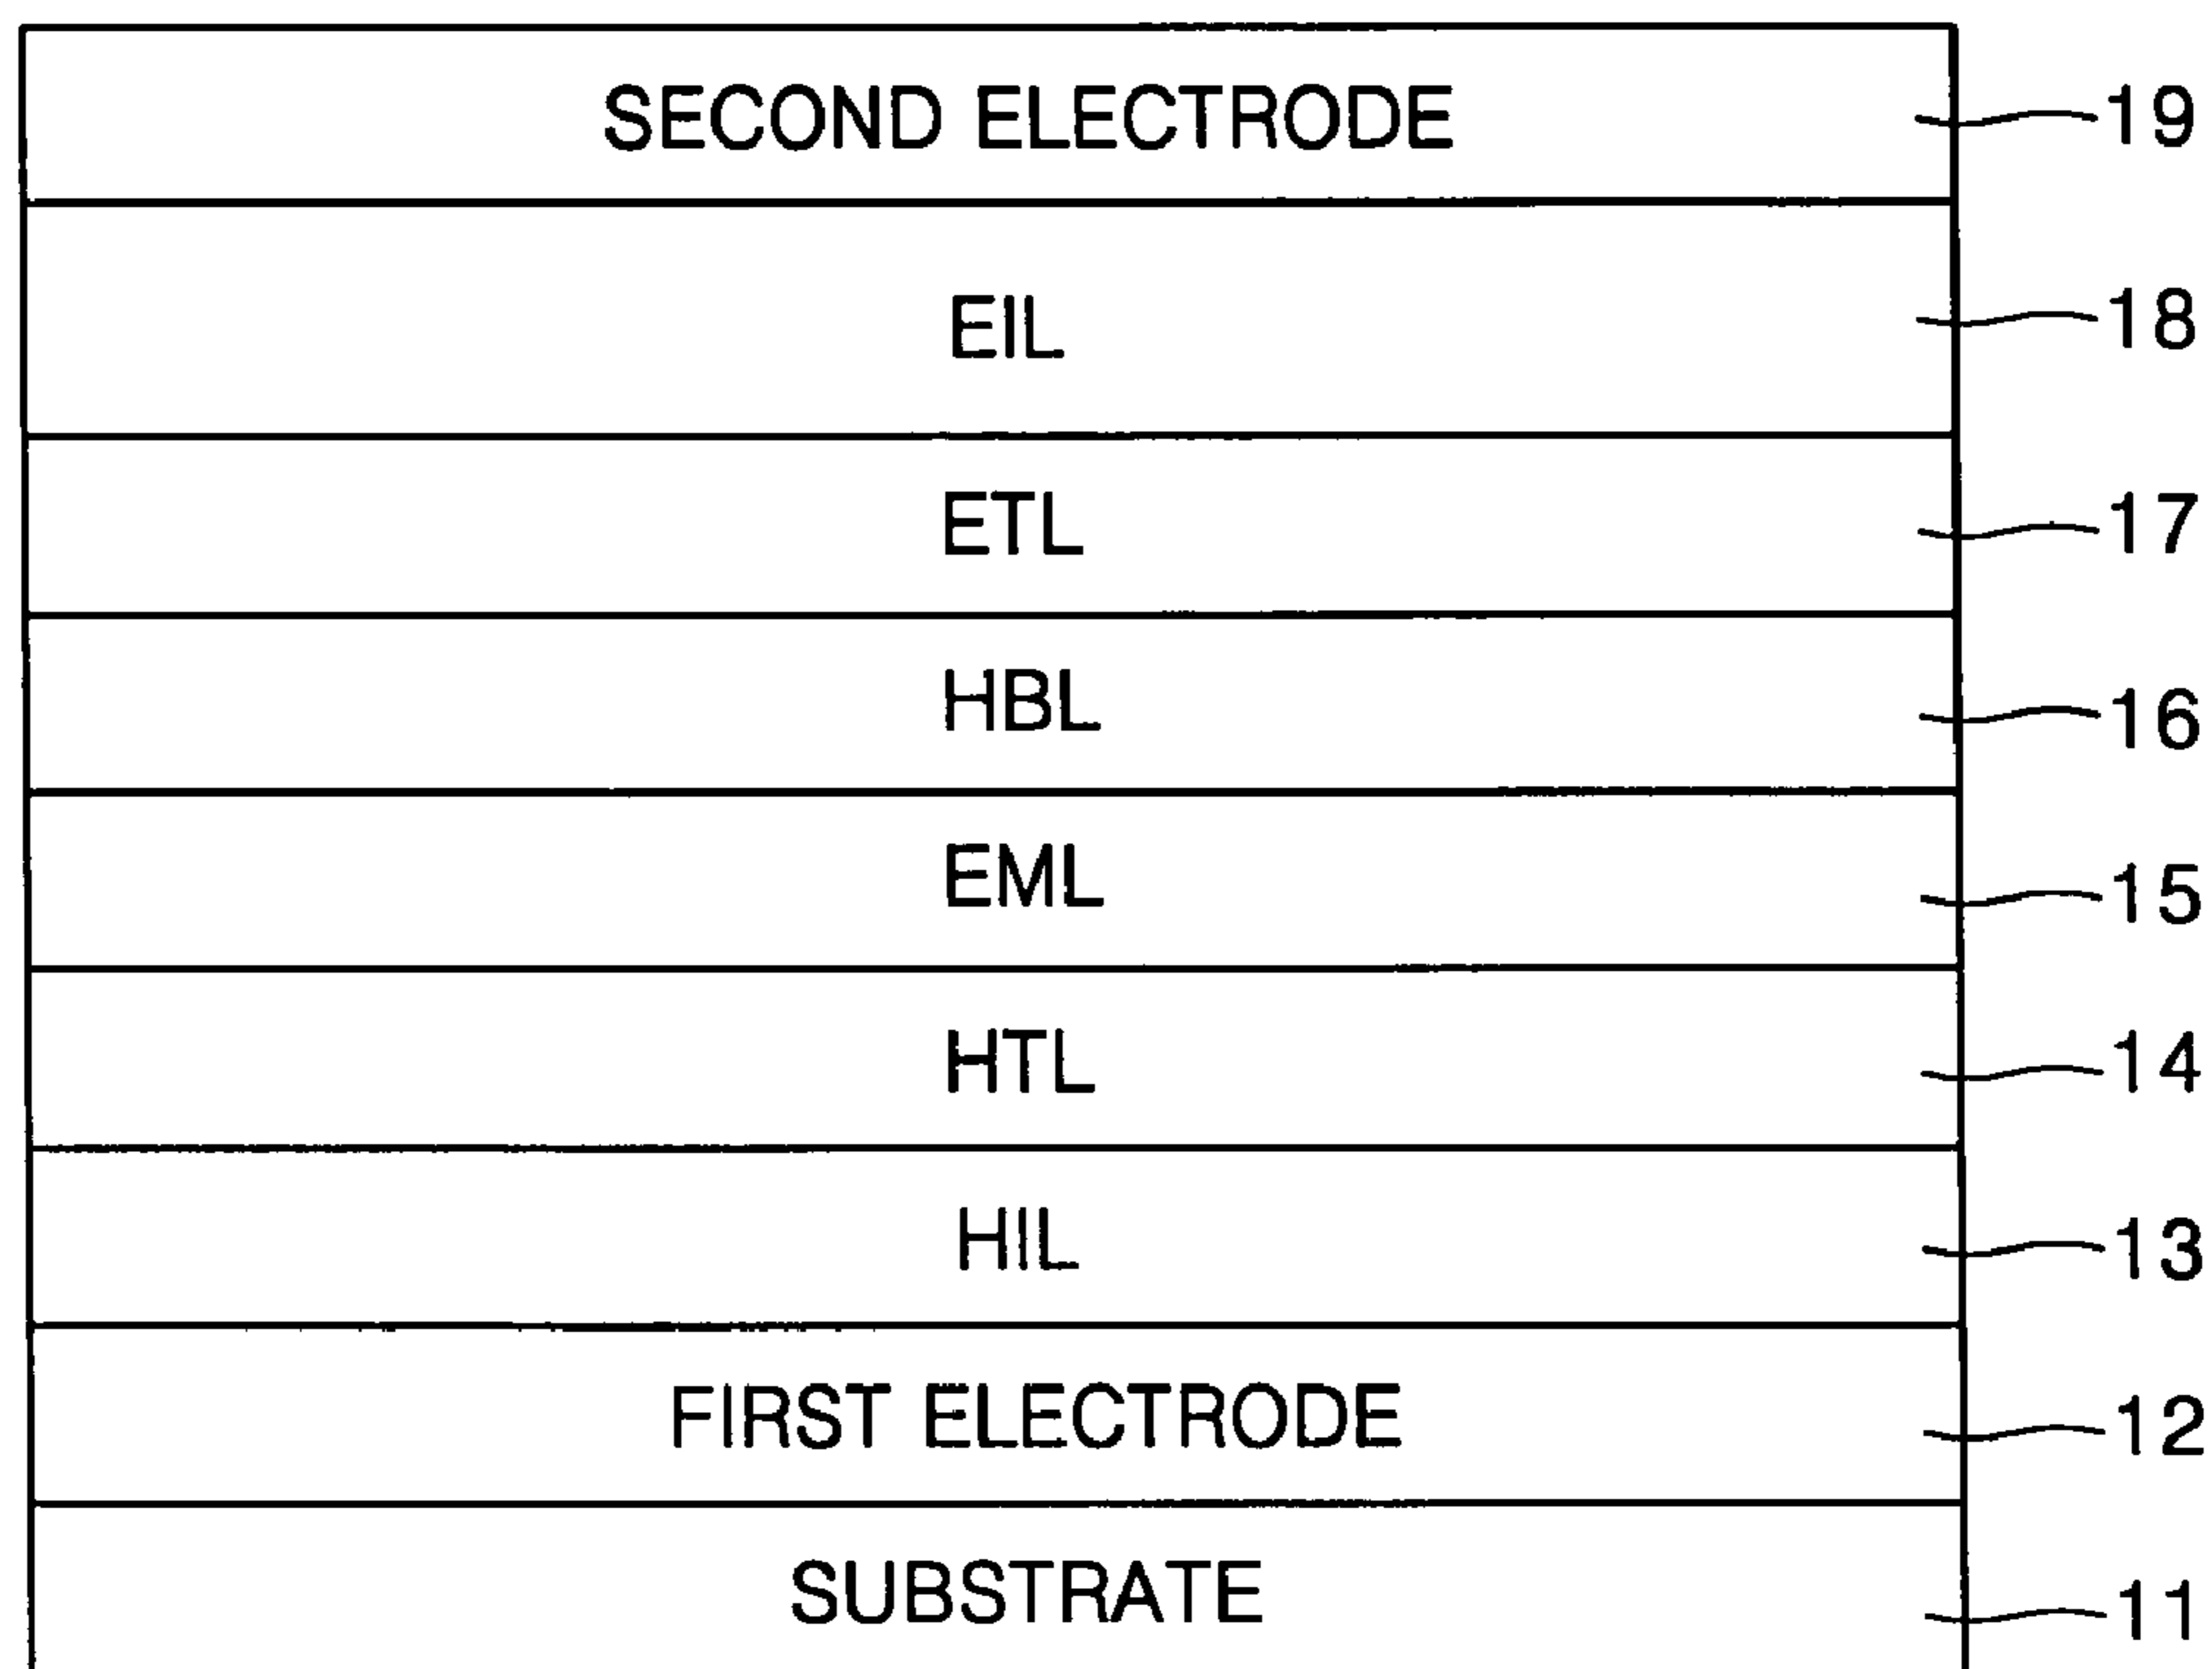 SECOND ELECTRODE 19
EIL 18
ETL 17
HBL 16
EML 15
HTL 14
HIL 13
FIRST ELECTRODE 12
SUBSTRATE 11